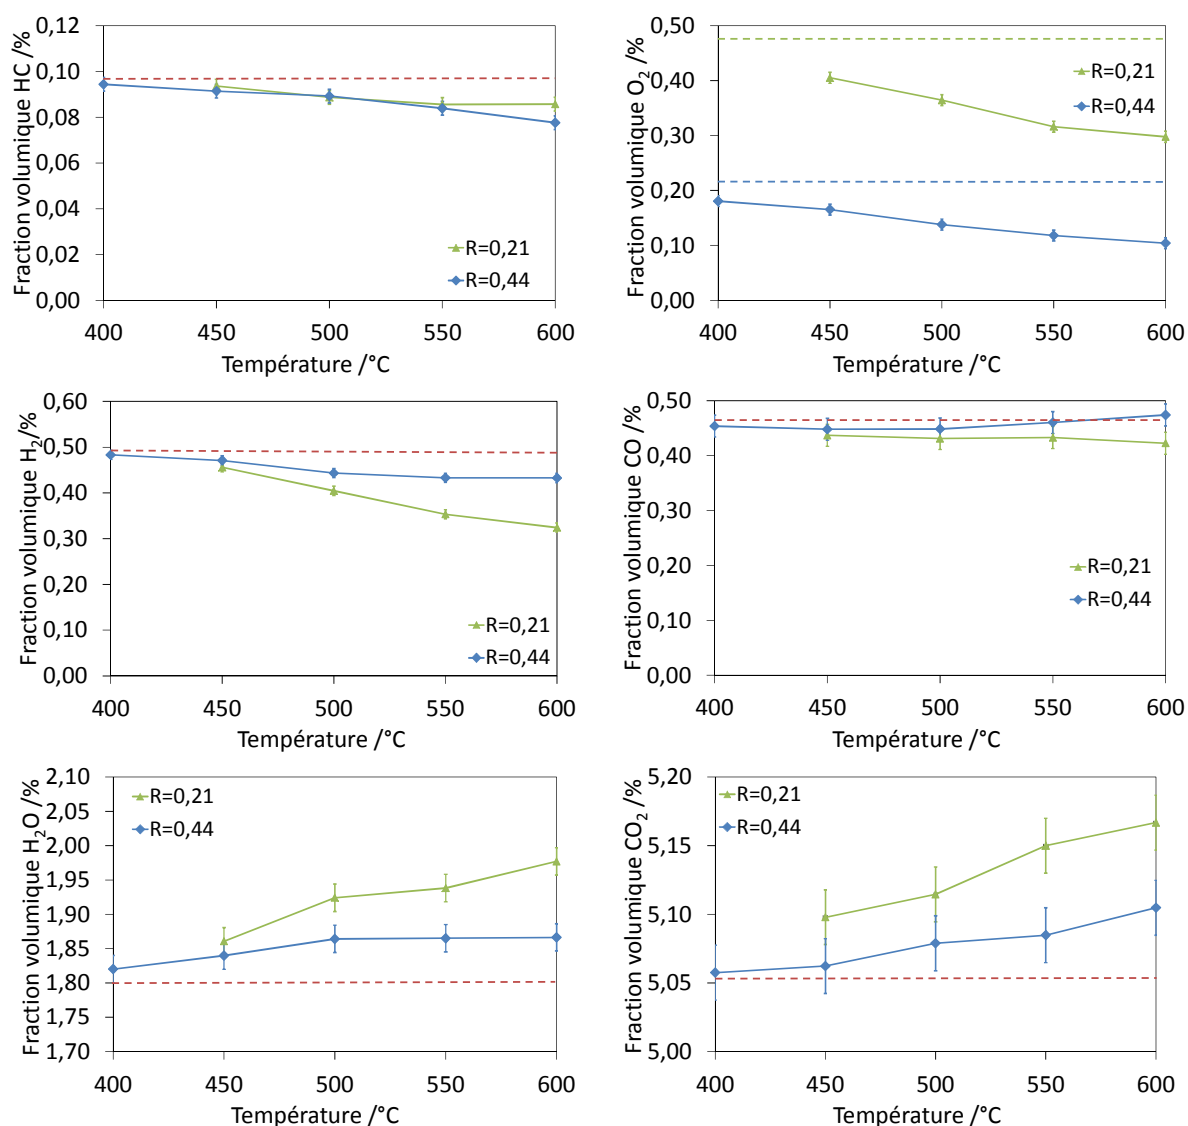 Fraction volumique HC /%
0,12
0,10
0,08
0,06
0,04
0,02
0,00
R=0,21
R=0,44
400 450 500 550 600
Température /°C
Fraction volumique O₂ /%
0,50
0,40
0,30
0,20
0,10
0,00
R=0,21
R=0,44
400 450 500 550 600
Température /°C
Fraction volumique H₂/%
0,60
0,50
0,40
0,30
0,20
0,10
0,00
R=0,21
R=0,44
400 450 500 550 600
Température /°C
Fraction volumique CO /%
0,50
0,40
0,30
0,20
0,10
0,00
R=0,21
R=0,44
400 450 500 550 600
Température /°C
Fraction volumique H₂O /%
2,10
2,05
2,00
1,95
1,90
1,85
1,80
1,75
1,70
R=0,21
R=0,44
400 450 500 550 600
Température /°C
Fraction volumique CO₂ /%
5,20
5,15
5,10
5,05
5,00
R=0,21
R=0,44
400 450 500 550 600
Température /°C